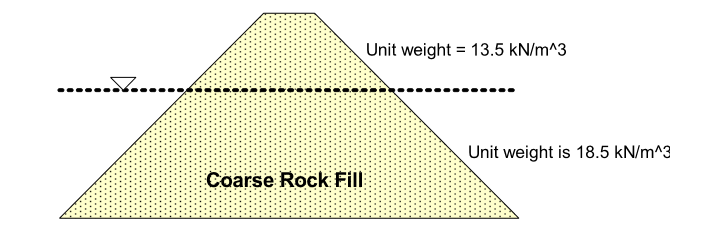 Unit weight = 13.5 kN/m^3
Unit weight is 18.5 kN/m^3
Coarse Rock Fill